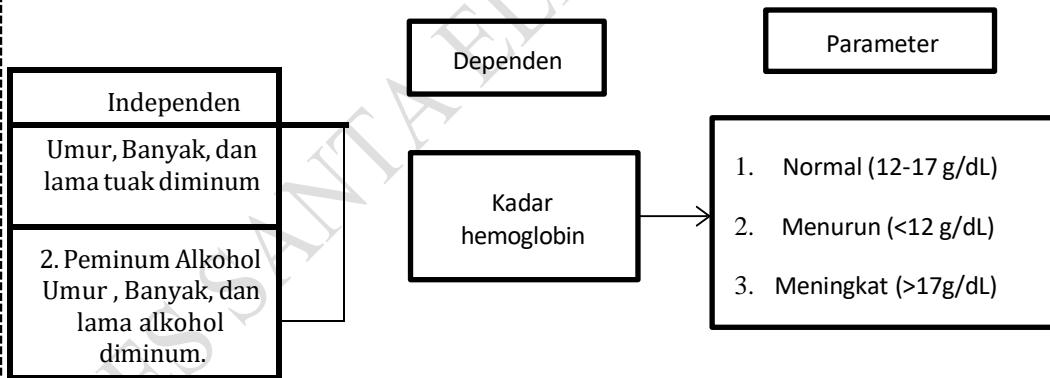 Independen
Umur, Banyak, dan
lama tuak diminum
2. Peminum Alkohol
Umur , Banyak, dan
lama alkohol
diminum.
Dependen
Kadar
hemoglobin
Parameter
1. Normal (12-17 g/dL)
2. Menurun (<12 g/dL)
3. Meningkat (>17g/dL)
SANTA